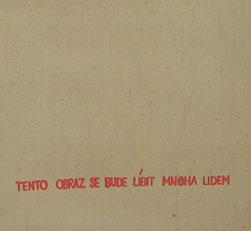 TENTO OBRAZ SE BUDE LÍBIT MNOHA LIDEM